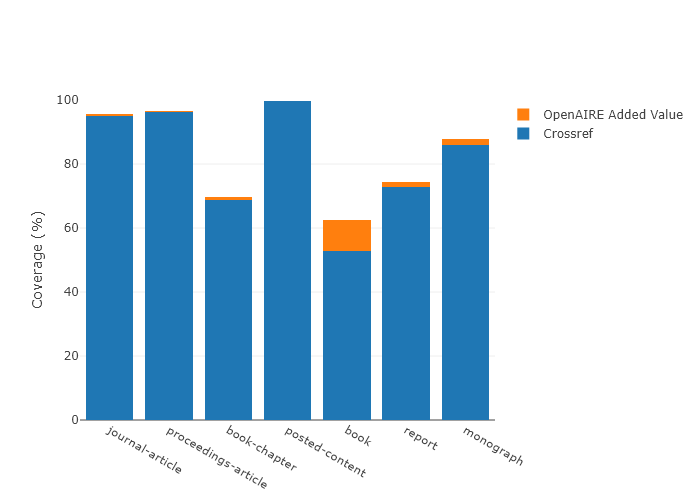 100
80
60
40
20
0
Coverage (%)
journal-article
proceedings-article
book-chapter
posted-content
book
report
monograph
OpenAIRE Added Value
Crossref